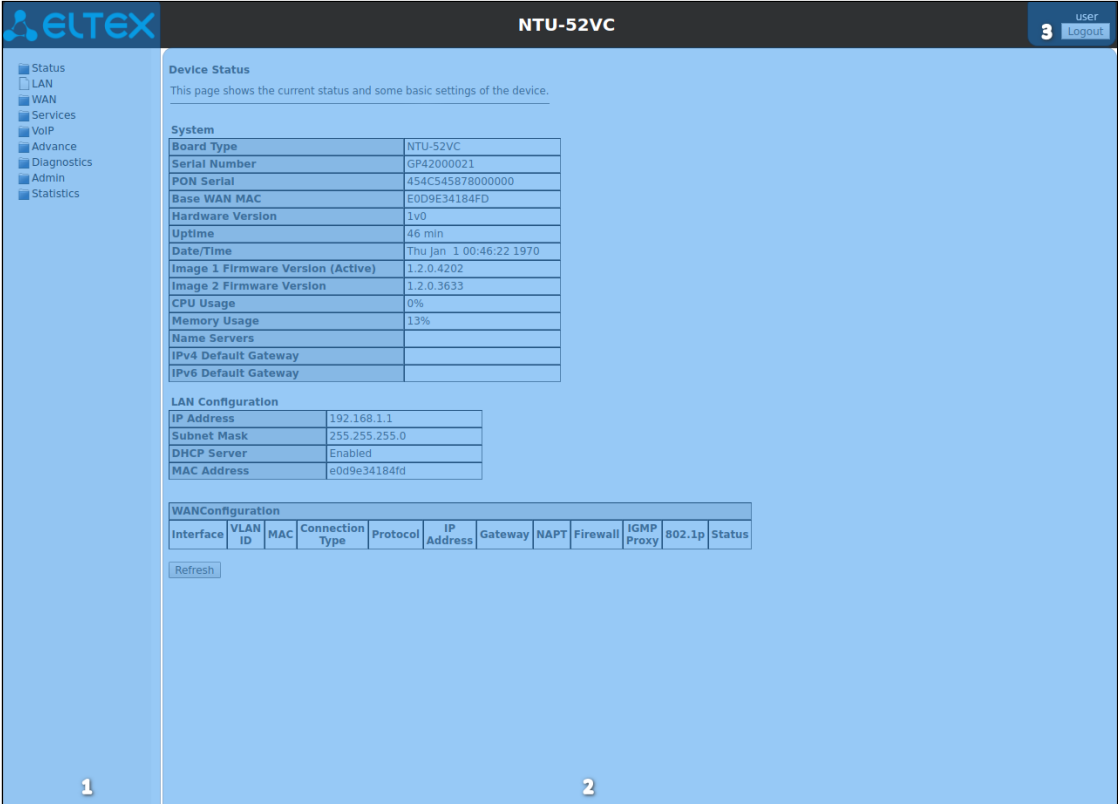 ELTEX
NTU-52VC
user
3 Logout
Status
LAN
WAN
Services
VoIP
Advance
Diagnostics
Admin
Statistics
1
Device Status
This page shows the current status and some basic settings of the device.
System
Board Type NTU-52VC
Serial Number GP42000021
PON Serial 454C545878000000
Base WAN MAC E0D9E34184FD
Hardware Version 1v0
Uptime 46 min
Date/Time Thu Jan  1 00:46:22 1970
Image 1 Firmware Version (Active) 1.2.0.4202
Image 2 Firmware Version 1.2.0.3633
CPU Usage 0%
Memory Usage 13%
Name Servers
IPv4 Default Gateway
IPv6 Default Gateway
LAN Configuration
IP Address 192.168.1.1
Subnet Mask 255.255.255.0
DHCP Server Enabled
MAC Address e0d9e34184fd
WANConfiguration
Interface VLAN ID MAC Connection Type Protocol IP Address Gateway NAPT Firewall IGMP Proxy 802.1p Status
Refresh
2